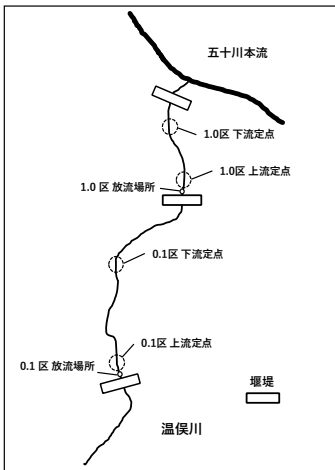 五十川本流
1.0区 下流定点
1.0区 上流定点
1.0 区 放流場所
0.1区 下流定点
0.1区 上流定点
0.1 区 放流場所
堰堤
温俣川